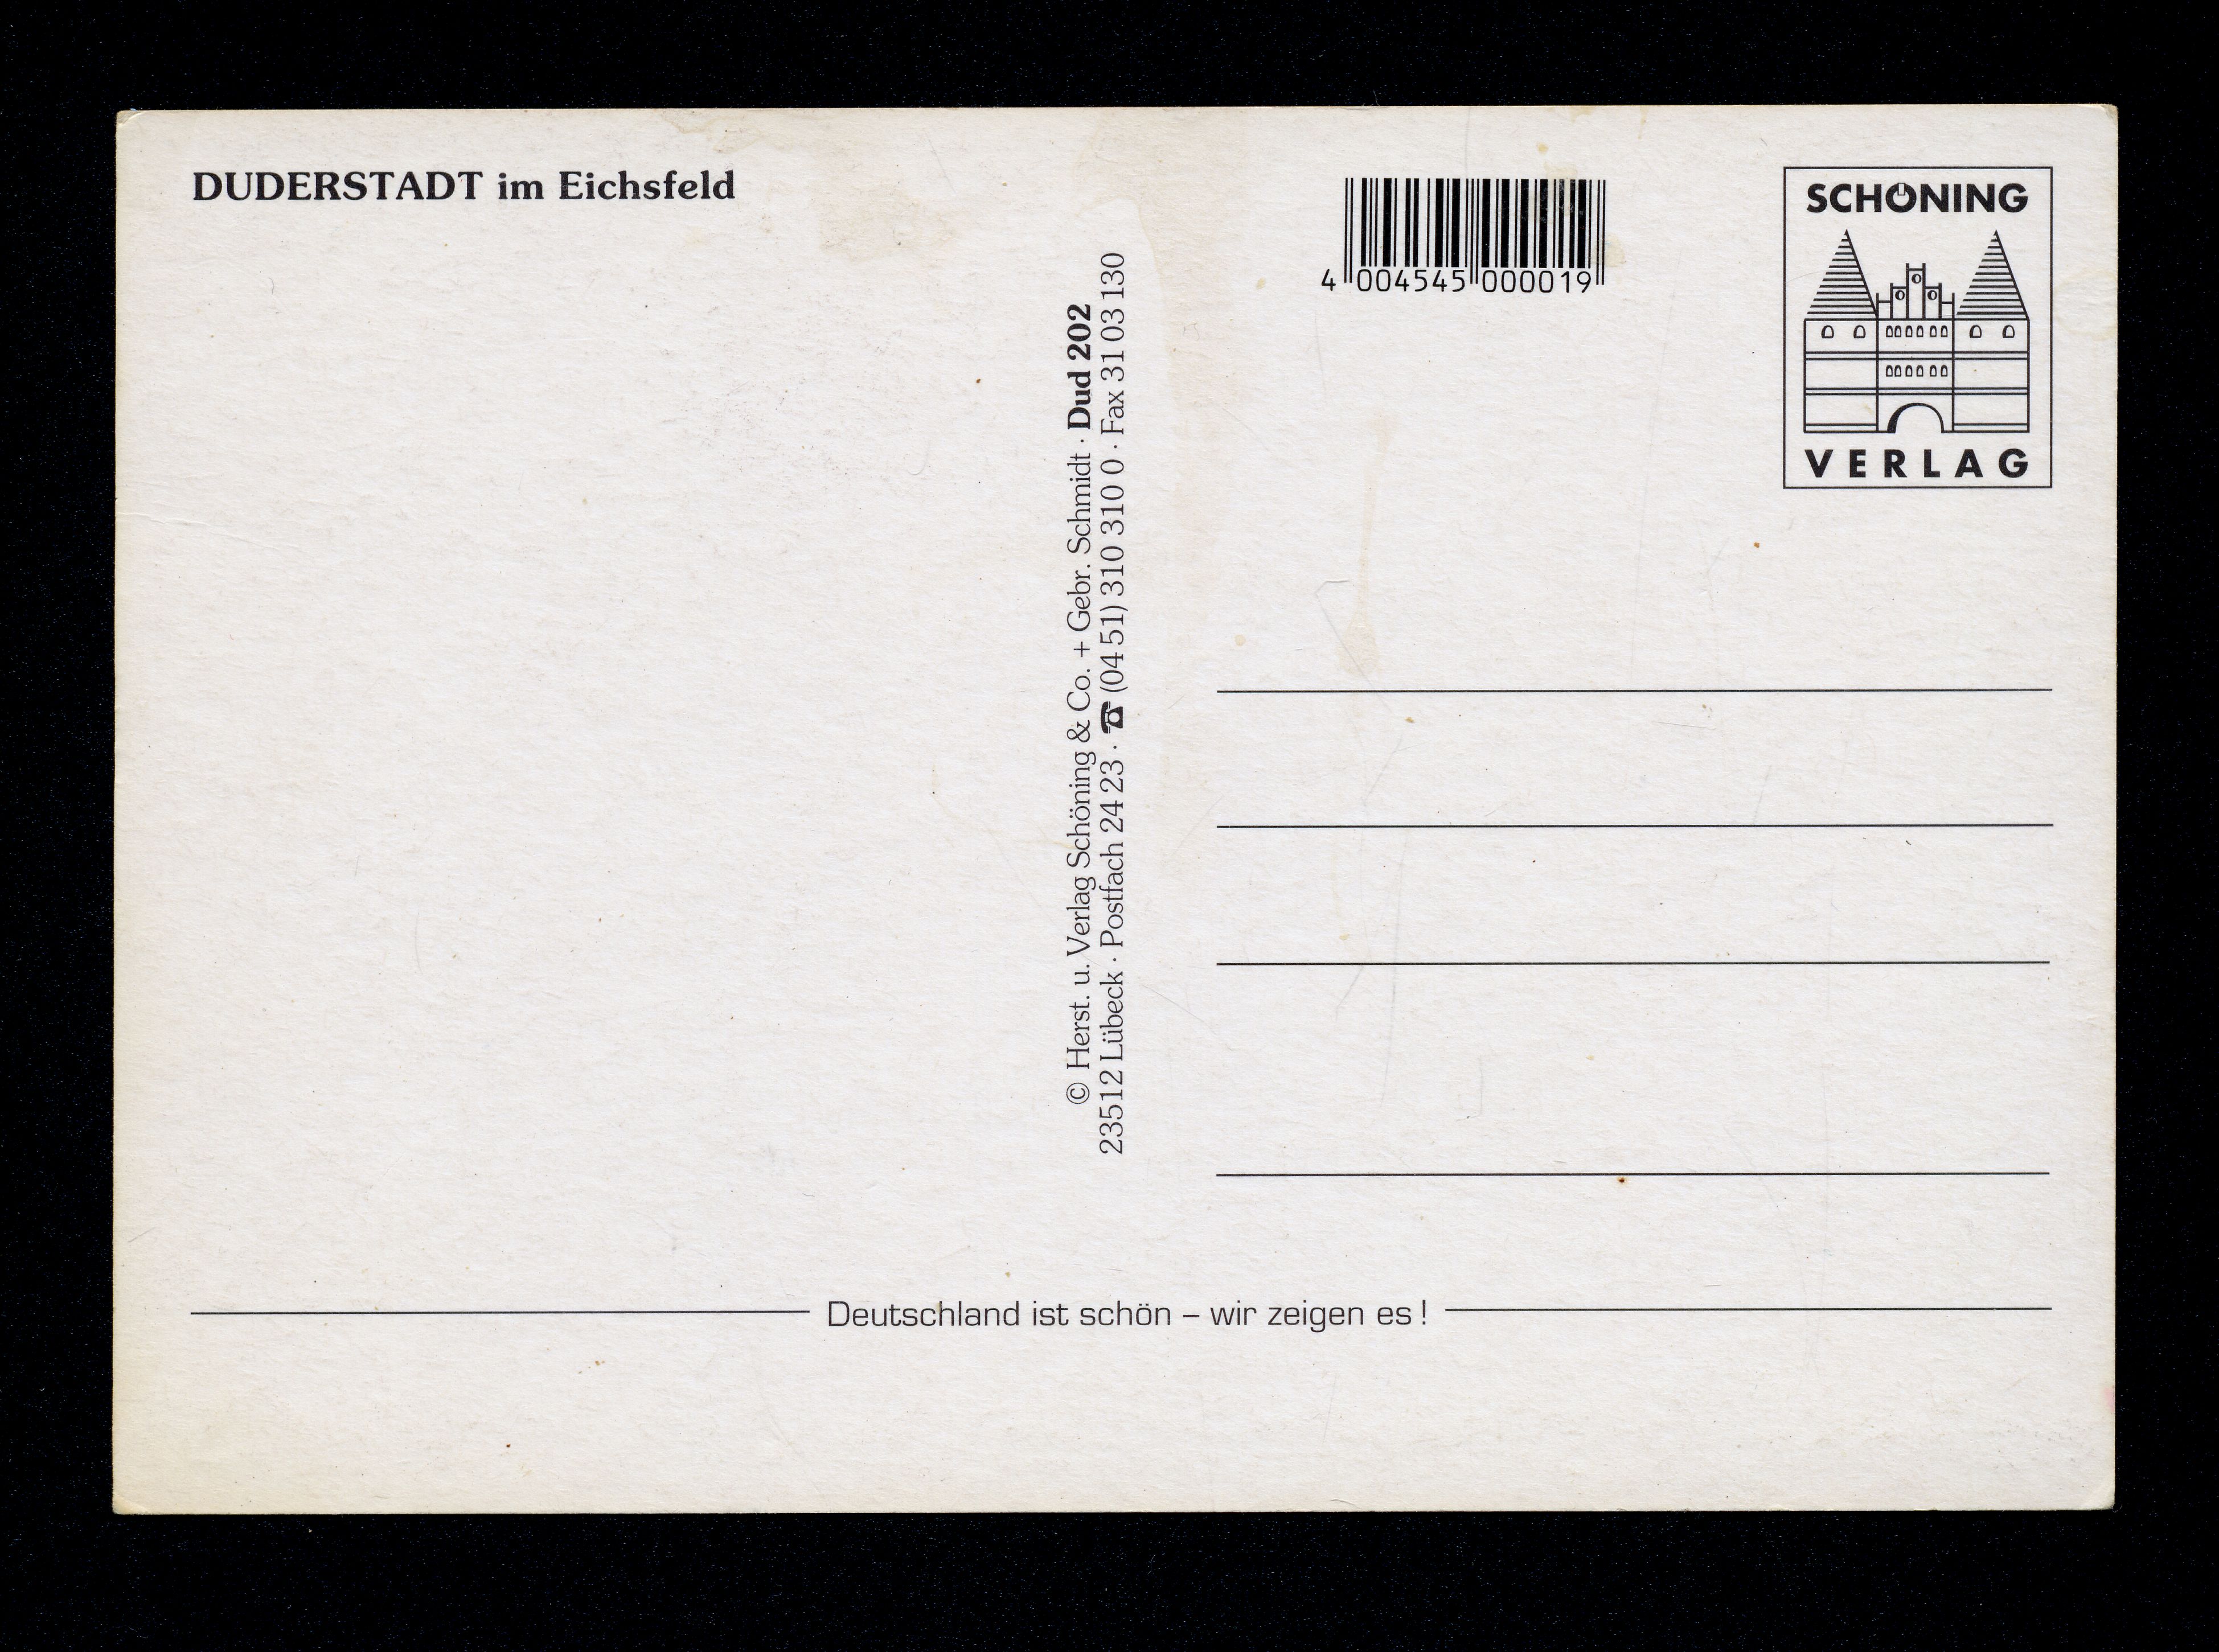 DUDERSTADT im Eichsfeld
© Herst. u. Verlag Schöning & Co. + Gebr. Schmidt · Dud 202
23512 Lübeck · Postfach 24 23 · ☎ (04 51) 310 310 0 · Fax 31 03 130
4 004545 000019
SCHÖNING
VERLAG
Deutschland ist schön – wir zeigen es !